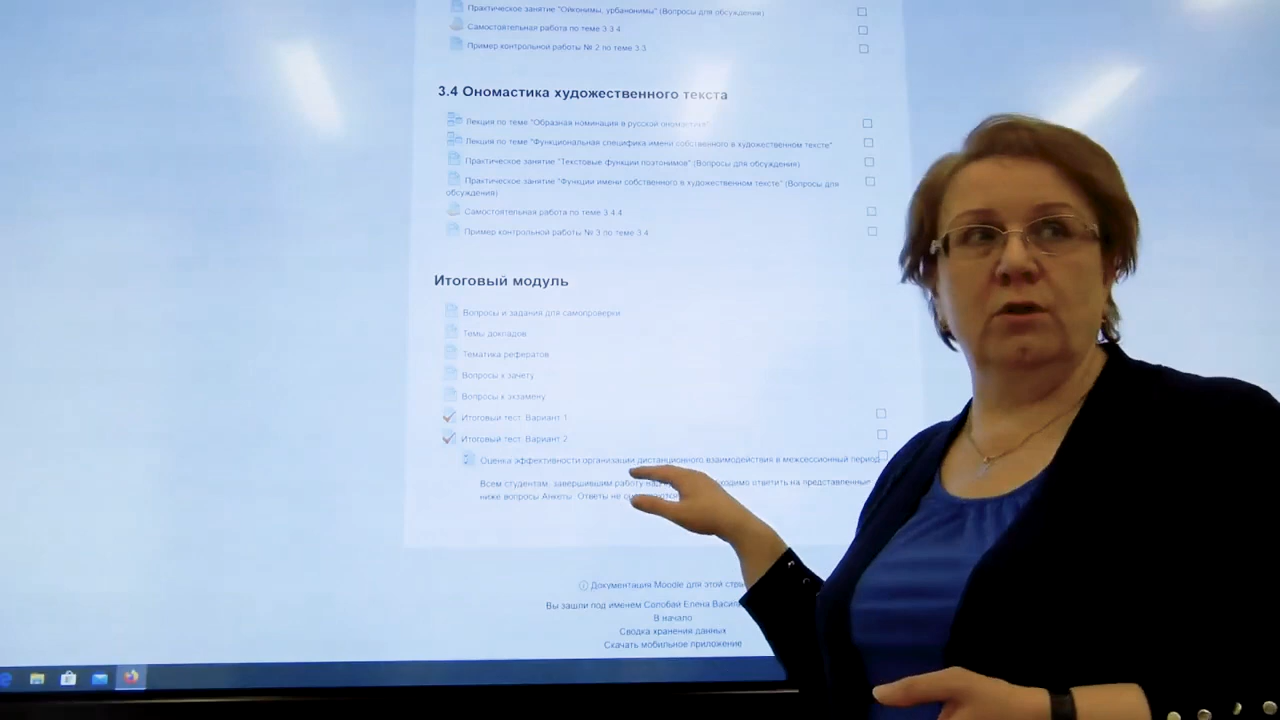 Практическое занятие "Ойконимы, урбанонимы" (Вопросы для обсуждения)
Самостоятельная работа по теме 3.3.4
Пример контрольной работы № 2 по теме 3.3
3.4 Ономастика художественного текста
Лекция по теме "Образная номинация в русской ономастике"
Лекция по теме "Функциональная специфика имени собственного в художественном тексте"
Практическое занятие "Текстовые функции поэтонимов" (Вопросы для обсуждения)
Практическое занятие "Функции имени собственного в художественном тексте" (Вопросы для
обсуждения)
Самостоятельная работа по теме 3.4.4
Пример контрольной работы № 3 по теме 3.4
Итоговый модуль
Вопросы и задания для самопроверки
Темы докладов
Тематика рефератов
Вопросы к зачету
Вопросы к экзамену
Итоговый тест. Вариант 1
Итоговый тест. Вариант 2
Оценка эффективности организации дистанционного взаимодействия в межсессионный период
Всем студентам, завершившим работу над ответить на представленные
ниже вопросы Анкеты. Ответы не
Документация Moodle для этой
Вы зашли под именем Солобай Елена
В начало
Сводка хранения данных
Скачать мобильное приложение